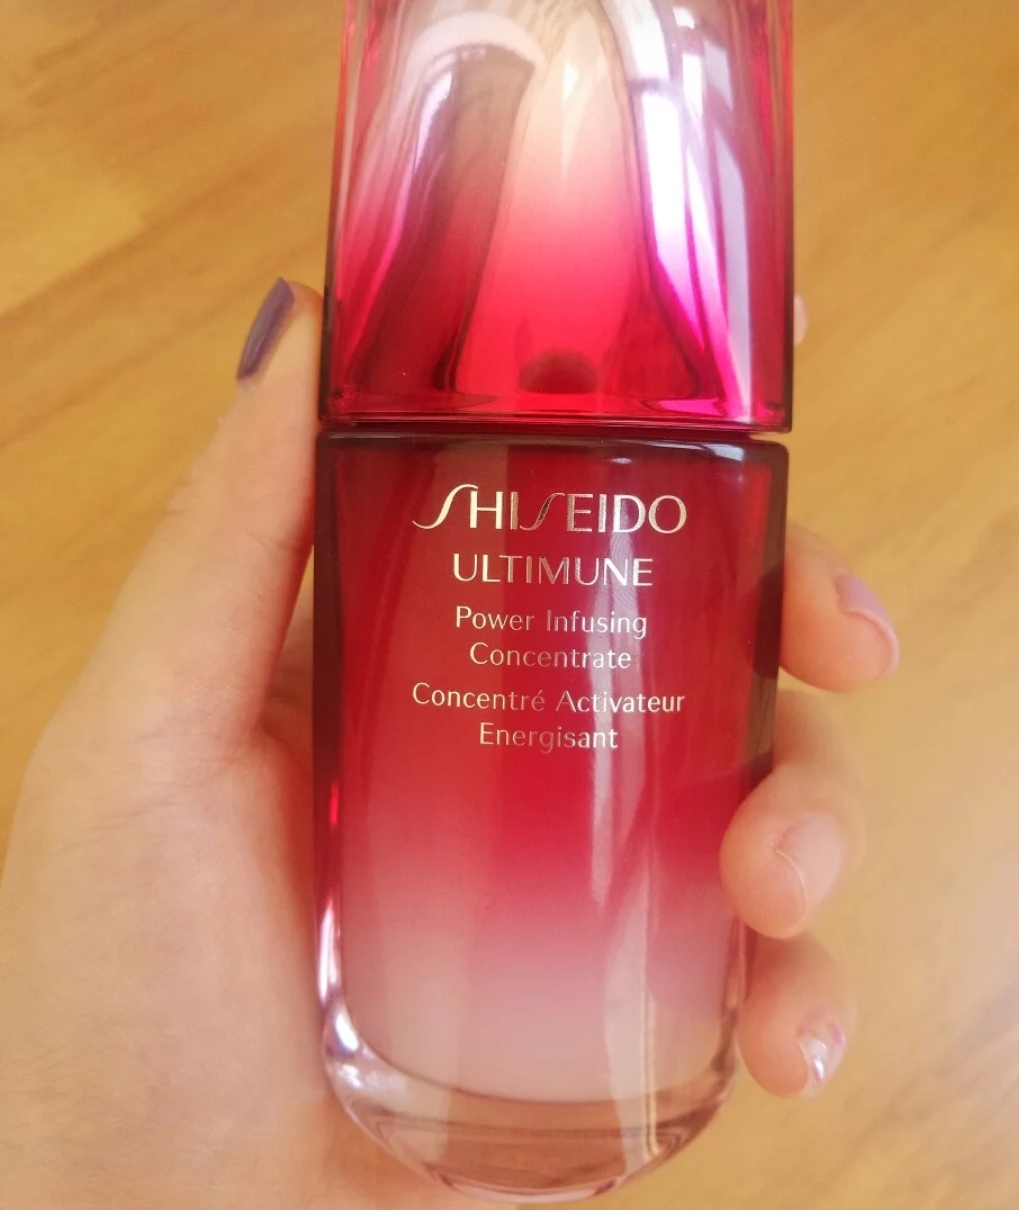 SHISEIDO
ULTIMUNE
Power Infusing
Concentrate
Concentré Activateur
Energisant